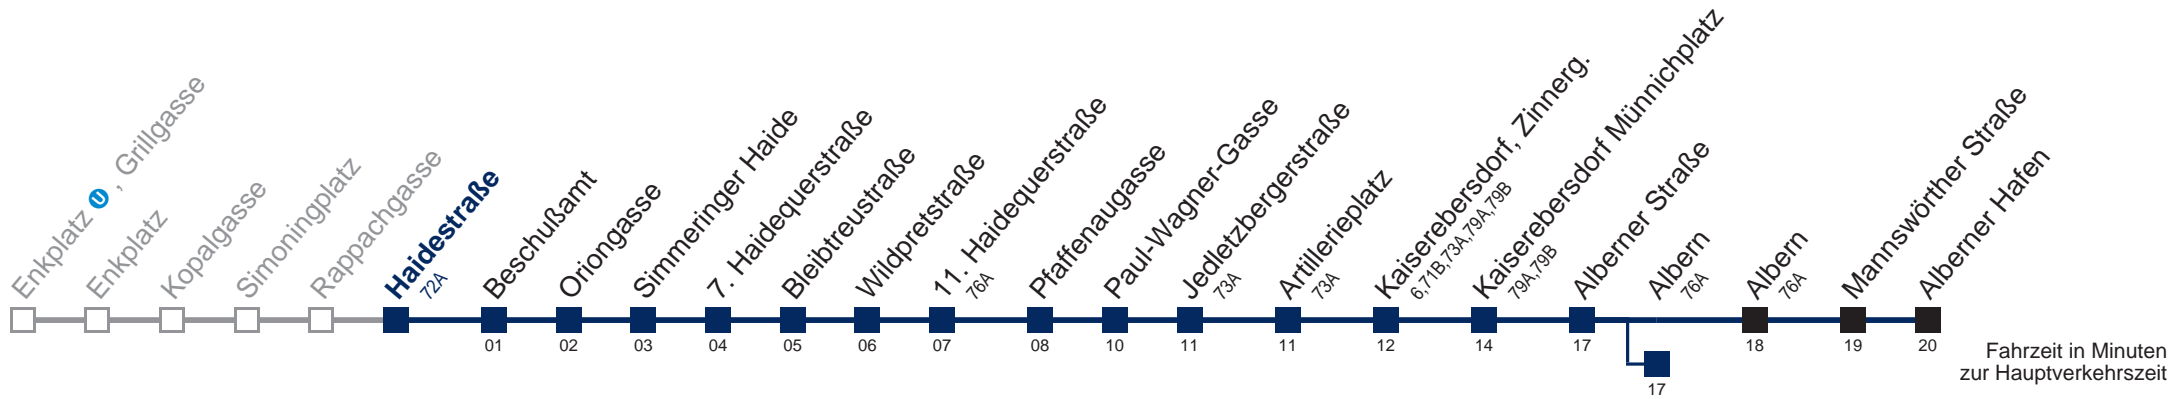 Enkplatz U , Grillgasse
Enkplatz
Kopalgasse
Simoningplatz
Rappachgasse
Haidestraße
72A
Beschußamt
01
Oriongasse
02
Simmeringer Haide
03
7. Haidequerstraße
04
Bleibtreustraße
05
Wildpretstraße
06
11. Haidequerstraße
76A
07
Pfaffenaugasse
08
Paul-Wagner-Gasse
10
Jedletzbergerstraße
73A
11
Artillerieplatz
73A
11
Kaiserebersdorf, Zinnerg.
6,71B,73A,79A,79B
12
Kaiserebersdorf Münnichplatz
79A,79B
14
Alberner Straße
17
Albern
76A
17
Albern
76A
18
Mannswörther Straße
19
Alberner Hafen
20
Fahrzeit in Minuten
zur Hauptverkehrszeit